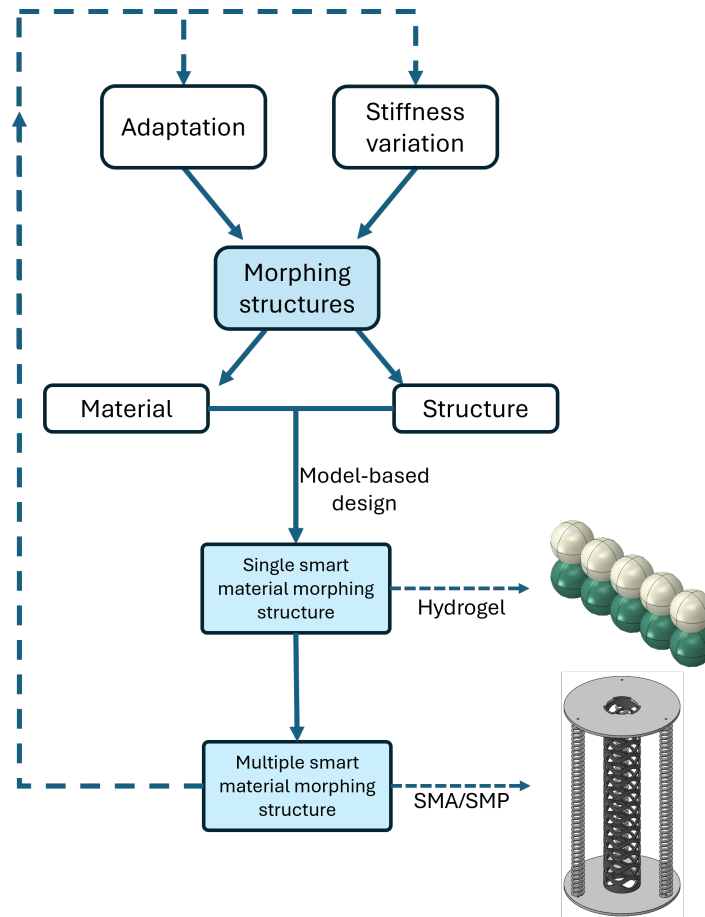 Adaptation
Stiffness
variation
Morphing
structures
Material
Structure
Model-based
design
Single smart
material morphing
structure
Hydrogel
Multiple smart
material morphing
structure
SMA/SMP